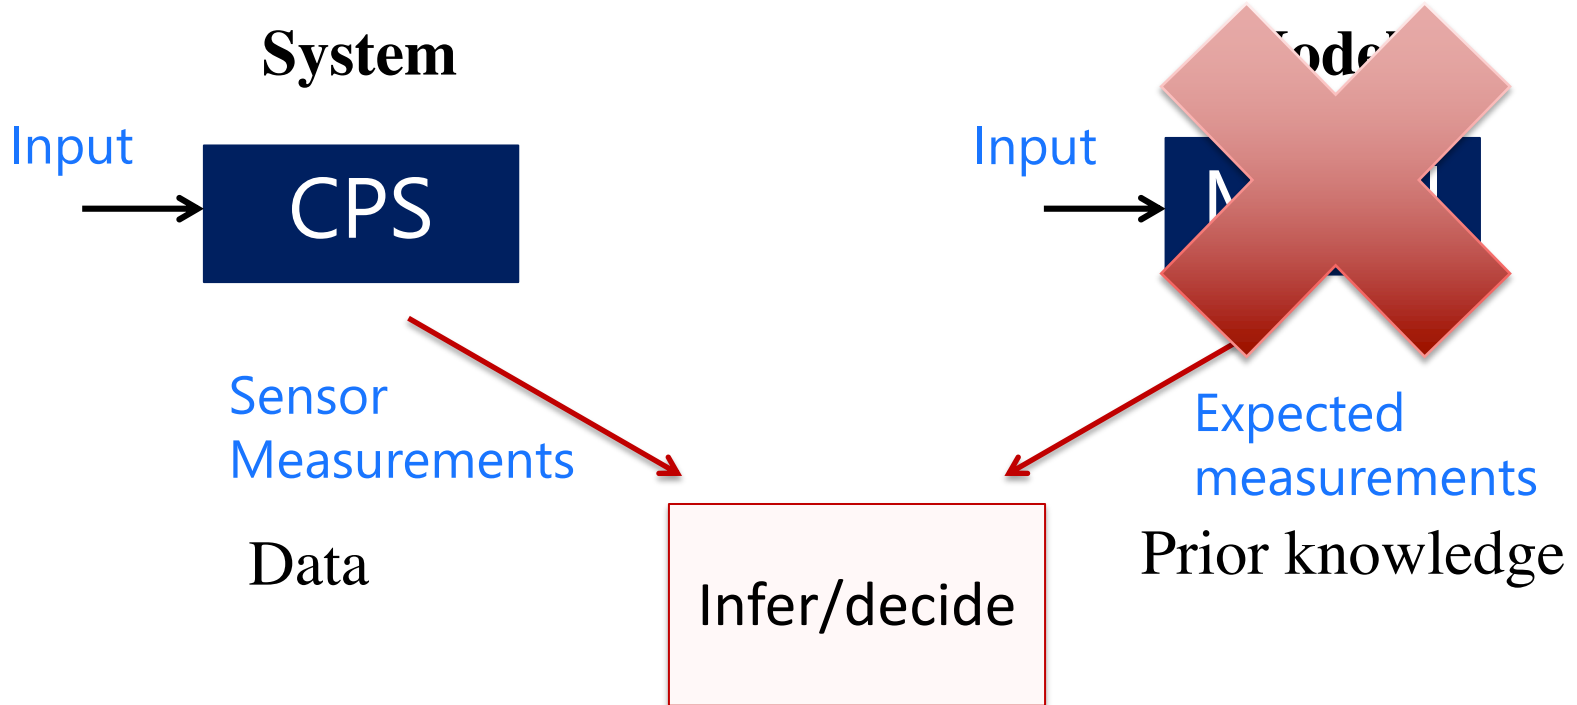 System
Input
CPS
Sensor
Measurements
Data
Input
Expected
measurements
Prior knowledge
Infer/decide